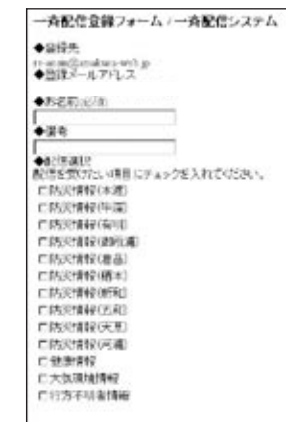 一斉配信登録フォーム / 一斉配信システム
◆登録先
◆登録メールアドレス
◆お名前(必須)
◆備考
◆配信選択
配信を受けたい項目にチェックを入れてください。
防災情報(本渡)
防災情報(牛深)
防災情報(有明)
防災情報(御所浦)
防災情報(倉岳)
防災情報(栖本)
防災情報(新和)
防災情報(五和)
防災情報(天草)
防災情報(河浦)
健康情報
大気環境情報
行方不明者情報